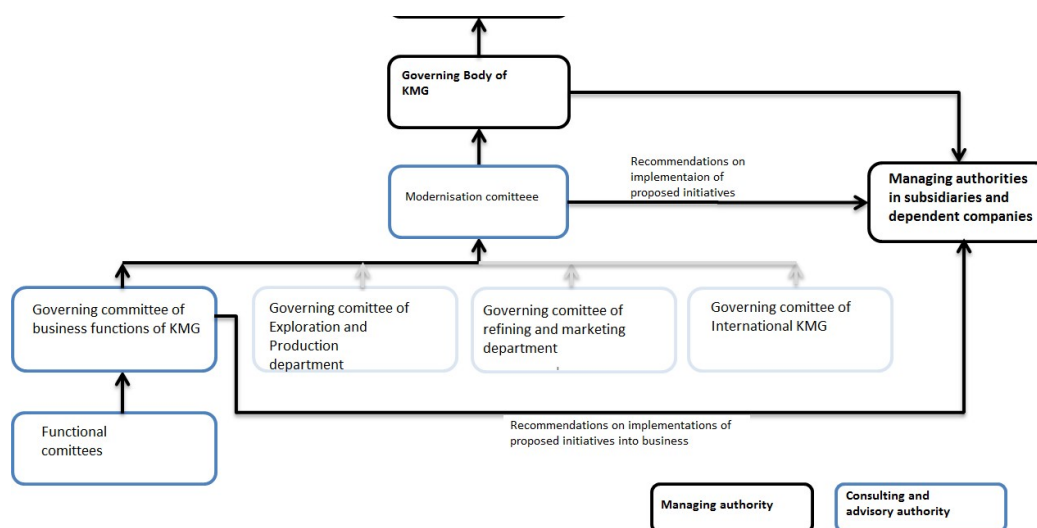 Governing Body of
KMG
Recommendations on
implementaion of
proposed initiatives
Modernisation comitteee
Managing authorities
in subsidiaries and
dependent companies
Governing committee of
business functions of KMG
Governing comittee of
Exploration and
Production
department
Governing comittee of
refining and marketing
department
Governing comittee of
International KMG
Functional
comittees
Recommendations on implementations of
proposed initiatives into business
Managing authority
Consulting and
advisory authority